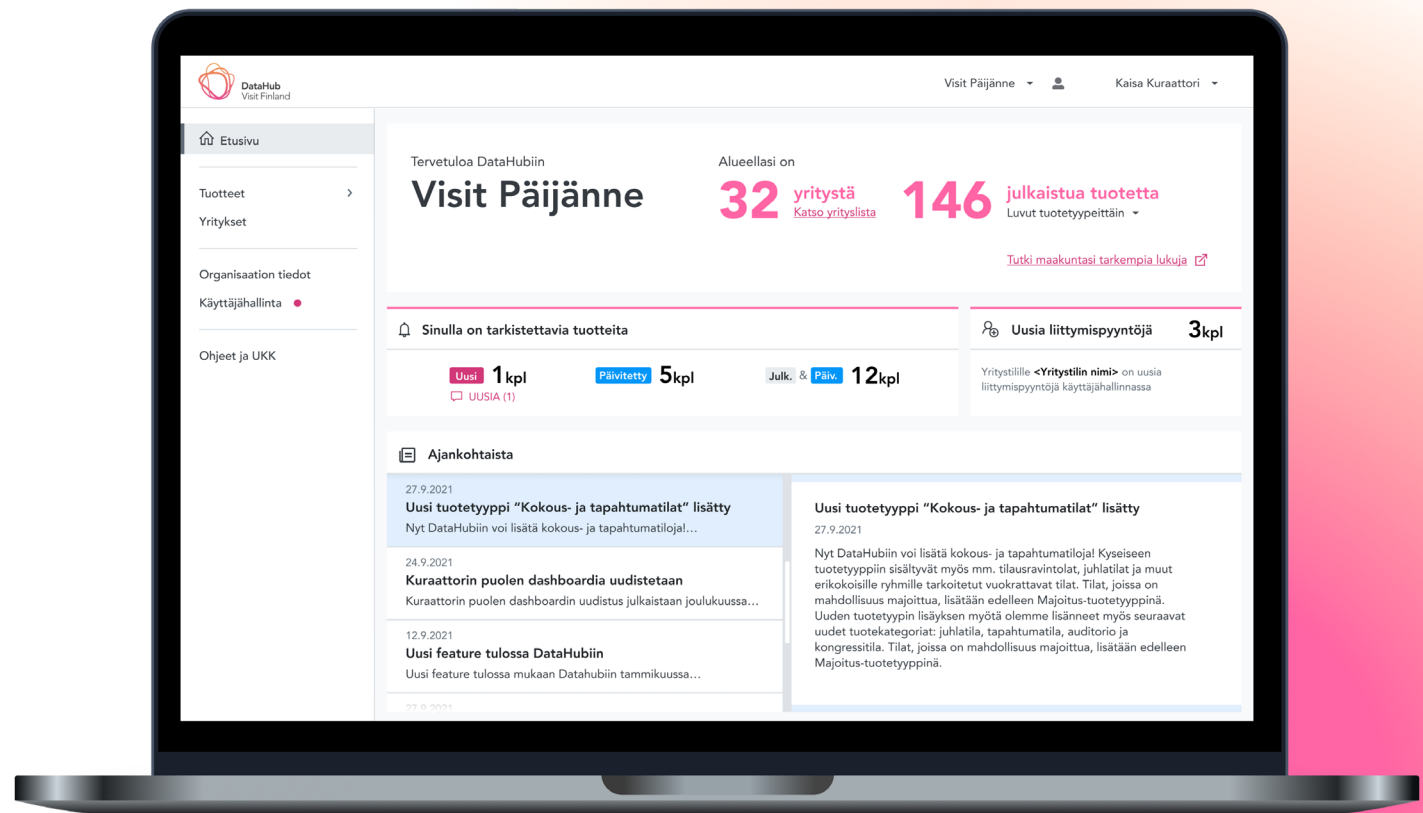 DataHub
Visit Finland
Visit Päijänne
Kaisa Kuraattori
Etusivu
Tuotteet
Yritykset
Organisaation tiedot
Käyttäjähallinta
Ohjeet ja UKK
Tervetuloa DataHubiin
Visit Päijänne
Alueellasi on
32 yritystä
Katso yrityslista
146 julkaistua tuotetta
Luvut tuotetyypeittäin
Tutki maakuntasi tarkempia lukuja
Sinulla on tarkistettavia tuotteita
Uusi 1kpl
UUSIA (1)
Päivitetty 5kpl
Julk. & Päiv. 12kpl
Uusia liittymispyyntöjä 3kpl
Yritystilille <Yritystilin nimi> on uusia
liittymispyyntöjä käyttäjähallinnassa
Ajankohtaista
27.9.2021
Uusi tuotetyyppi “Kokous- ja tapahtumatilat” lisätty
Nyt DataHubiin voi lisätä kokous- ja tapahtumatiloja!...
24.9.2021
Kuraattorin puolen dashboardia uudistetaan
Kuraattorin puolen dashboardin uudistus julkaistaan joulukuussa...
12.9.2021
Uusi feature tulossa DataHubiin
Uusi feature tulossa mukaan Datahubiin tammikuussa...
27.9.2021
Uusi tuotetyyppi “Kokous- ja tapahtumatilat” lisätty
27.9.2021
Nyt DataHubiin voi lisätä kokous- ja tapahtumatiloja! Kyseiseen
tuotetyyppiin sisältyvät myös mm. tilausravintolat, juhlatilat ja muut
erikokoisille ryhmille tarkoitetut vuokrattavat tilat. Tilat, joissa on
mahdollisuus majoittua, lisätään edelleen Majoitus-tuotetyyppinä.
Uuden tuotetyypin lisäyksen myötä olemme lisänneet myös seuraavat
uudet tuotekategoriat: juhlatila, tapahtumatila, auditorio ja
kongressitila. Tilat, joissa on mahdollisuus majoittua, lisätään edelleen
Majoitus-tuotetyyppinä.